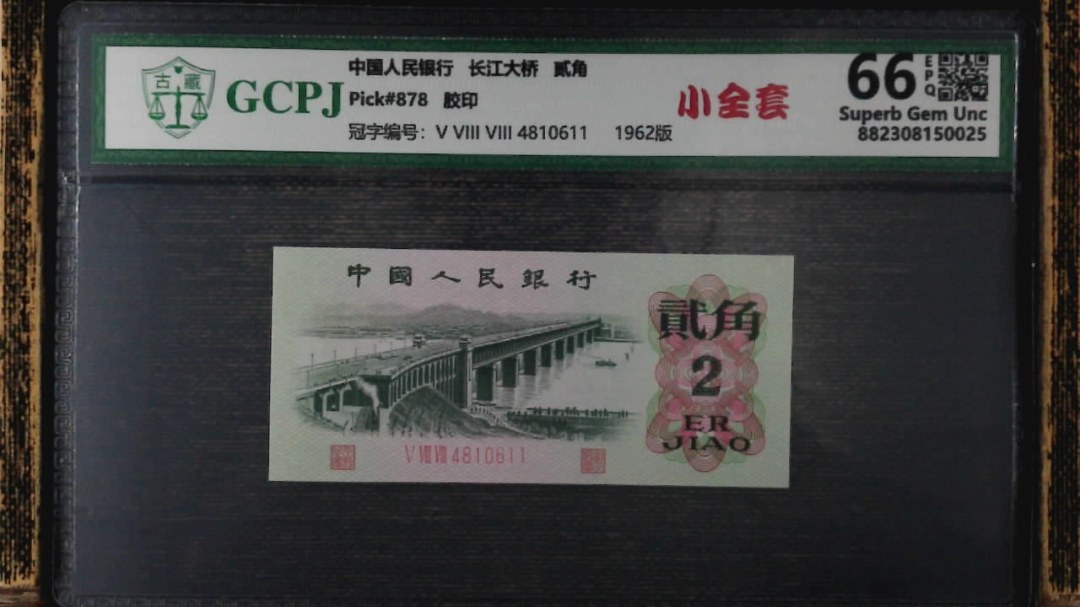 古藏
GCPJ
中国人民银行 长江大桥 贰角
Pick#878 胶印
冠字编号: V VIII VIII 4810611 1962版
小全套
66 EPQ
Superb Gem Unc
882308150025
中國人民銀行
貳角
2
ER
JIAO
V VIII VIII 4810611